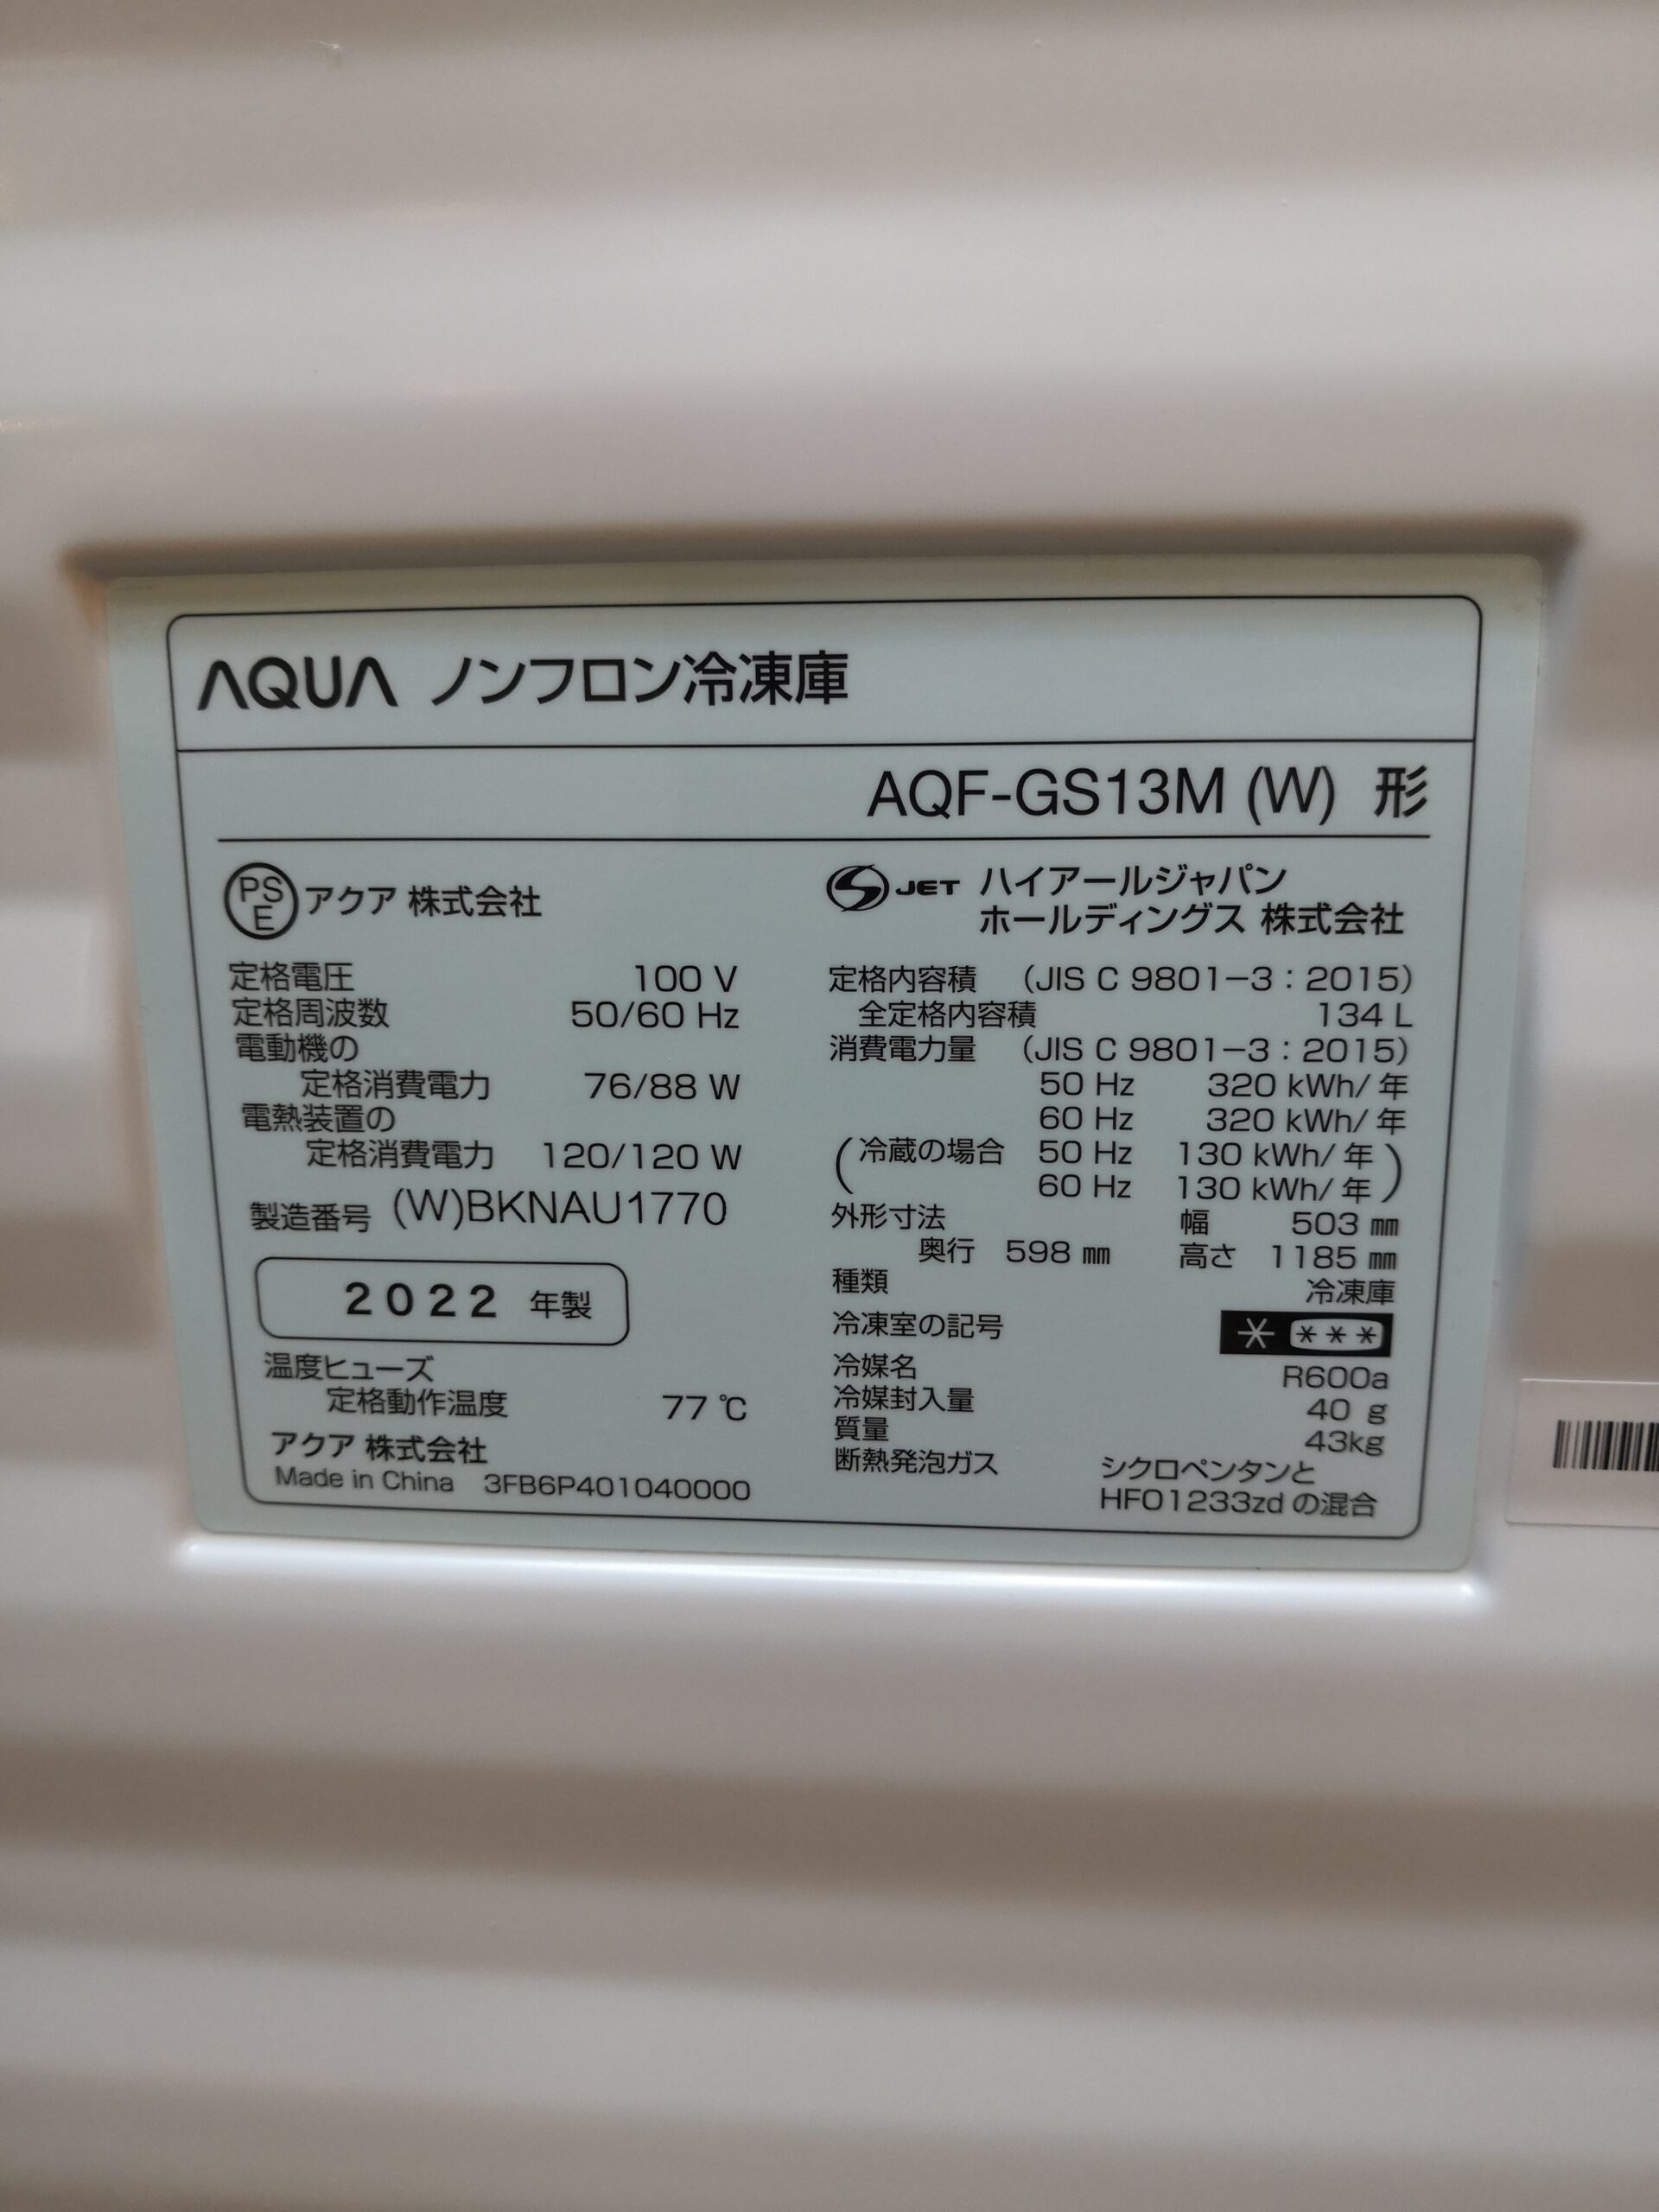 AQUA ノンフロン冷凍庫
AQF-GS13M (W) 形
PS
E
アクア 株式会社
定格電圧 100 V
定格周波数 50/60 Hz
電動機の
定格消費電力 76/88 W
電熱装置の
定格消費電力 120/120 W
製造番号 (W)BKNAU1770
2022 年製
温度ヒューズ
定格動作温度 77 ℃
アクア 株式会社
Made in China 3FB6P401040000
S JET ハイアールジャパン
ホールディングス 株式会社
定格内容積 (JIS C 9801−3：2015)
全定格内容積 134 L
消費電力量 (JIS C 9801−3：2015)
50 Hz 320 kWh/年
60 Hz 320 kWh/年
(冷蔵の場合 50 Hz 130 kWh/年
60 Hz 130 kWh/年)
外形寸法 幅 503 ㎜
奥行 598 ㎜ 高さ 1185 ㎜
種類 冷凍庫
冷凍室の記号 * ***
冷媒名 R600a
冷媒封入量 40 g
質量 43kg
断熱発泡ガス シクロペンタンと
HFO1233zd の混合